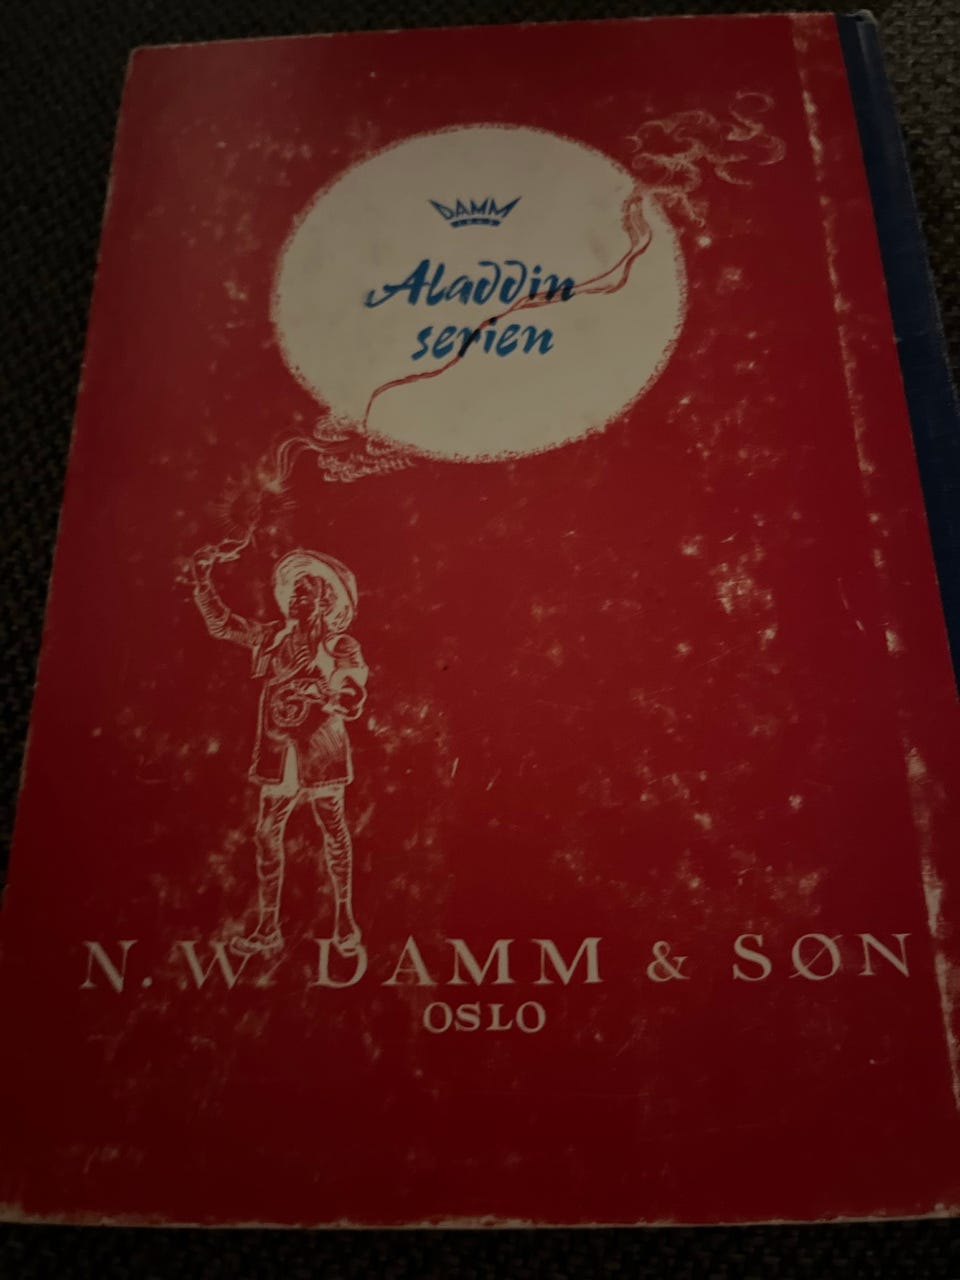 DAMM
Aladdin
serien
N. W. DAMM & SØN
OSLO